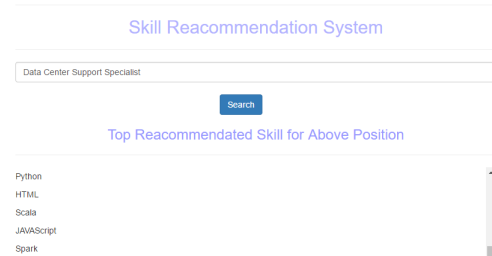 Skill Reacommendation System
Data Center Support Specialist
Search
Top Reacommendated Skill for Above Position
Python
HTML
Scala
JAVAScript
Spark